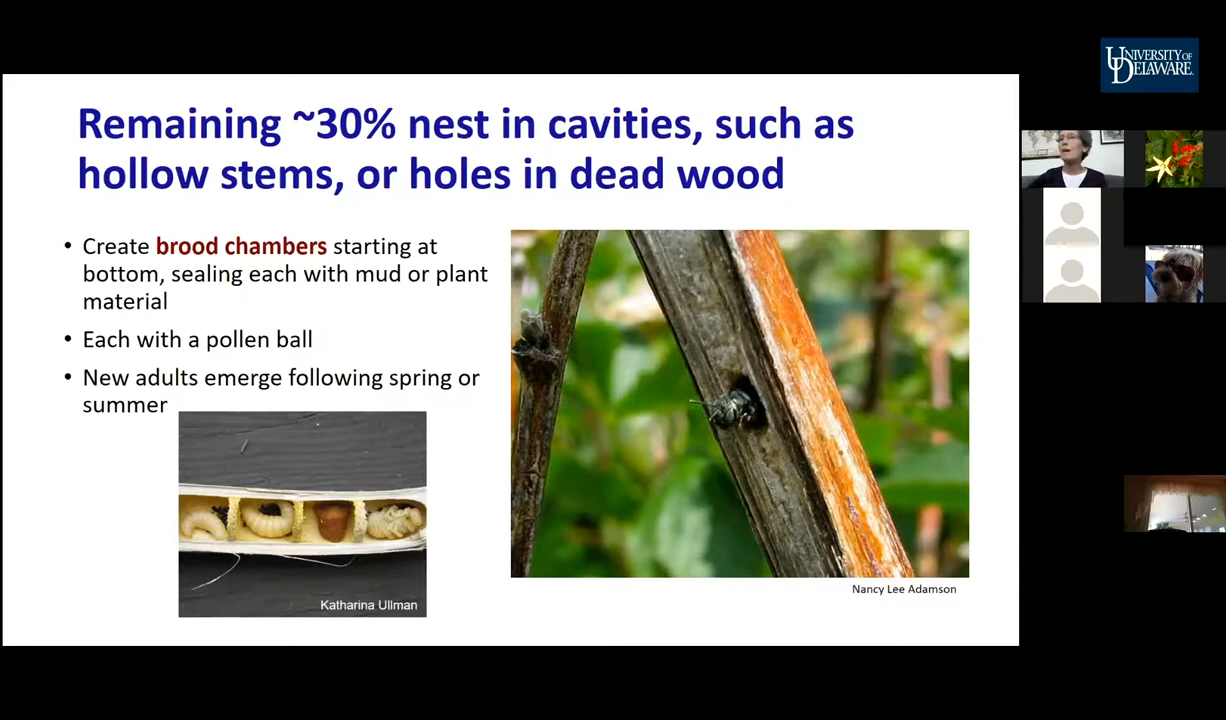 UNIVERSITY OF
DELAWARE
Remaining ~30% nest in cavities, such as
hollow stems, or holes in dead wood
• Create brood chambers starting at
bottom, sealing each with mud or plant
material
• Each with a pollen ball
• New adults emerge following spring or
summer
Katharina Ullman
Nancy Lee Adamson